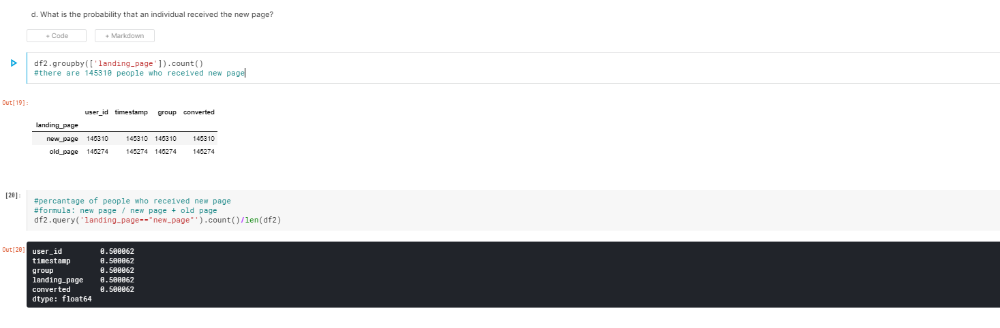 d. What is the probability that an individual received the new page?
+ Code + Markdown
df2.groupby(['landing_page']).count()
#there are 145310 people who received new page
Out[19]:
user_id timestamp group converted
landing_page
new_page 145310 145310 145310 145310
old_page 145274 145274 145274 145274
[20]:
#percantage of people who received new page
#formula: new page / new page + old page
df2.query('landing_page=="new_page"').count()/len(df2)
Out[20]
user_id 0.500062
timestamp 0.500062
group 0.500062
landing_page 0.500062
converted 0.500062
dtype: float64